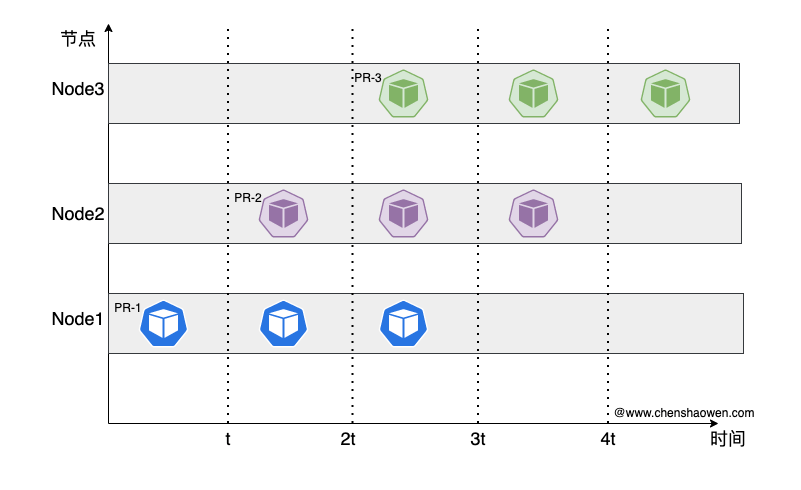 节点
Node3
PR-3
Node2
PR-2
Node1
PR-1
@www.chenshaowen.com
t
2t
3t
4t
时间